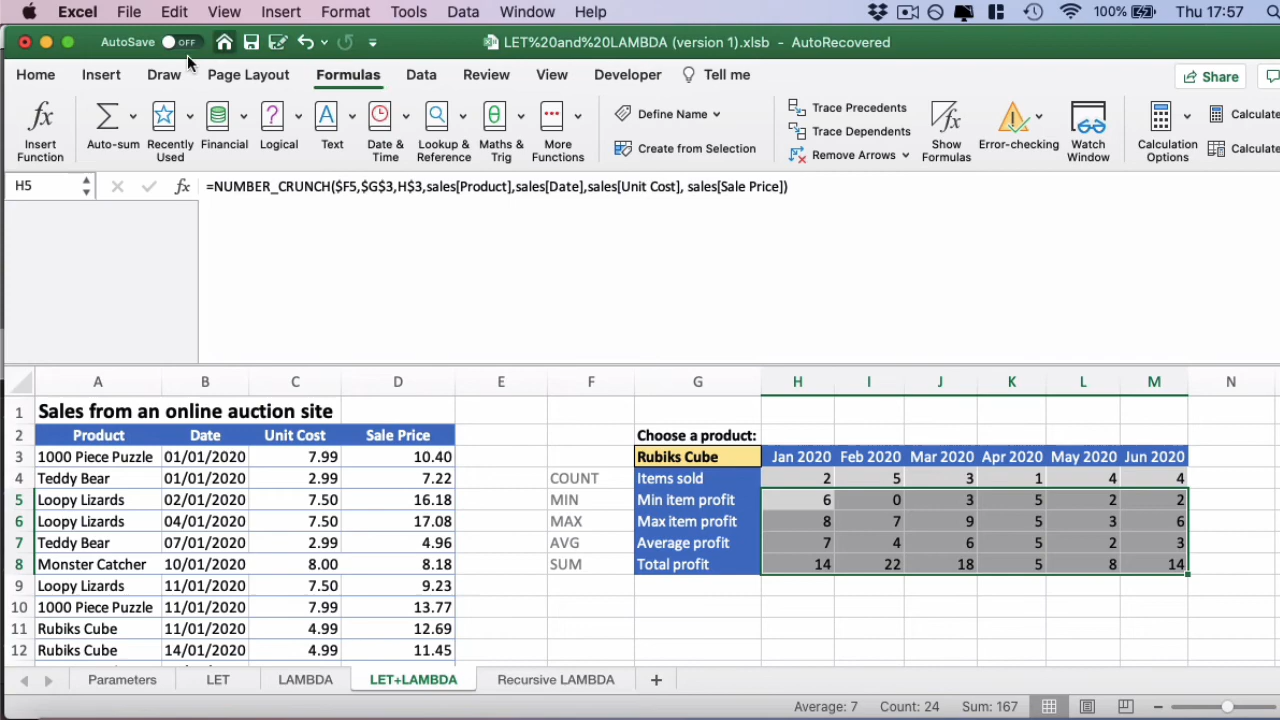 Excel File Edit View Insert Format Tools Data Window Help 100% Thu 17:57
AutoSave OFF LET%20and%20LAMBDA (version 1).xlsb - AutoRecovered
Home Insert Draw Page Layout Formulas Data Review View Developer Tell me Share
Insert Function
Auto-sum
Recently Used
Financial
Logical
Text
Date & Time
Lookup & Reference
Maths & Trig
More Functions
Define Name
Create from Selection
Trace Precedents
Trace Dependents
Remove Arrows
Show Formulas
Error-checking
Watch Window
Calculation Options
Calculate
Calculate
H5 fx =NUMBER_CRUNCH($F5,$G$3,H$3,sales[Product],sales[Date],sales[Unit Cost], sales[Sale Price])
A B C D E F G H I J K L M N
1 Sales from an online auction site
2 Product Date Unit Cost Sale Price Choose a product:
3 1000 Piece Puzzle 01/01/2020 7.99 10.40 Rubiks Cube Jan 2020 Feb 2020 Mar 2020 Apr 2020 May 2020 Jun 2020
4 Teddy Bear 01/01/2020 2.99 7.22 COUNT Items sold 2 5 3 1 4 4
5 Loopy Lizards 02/01/2020 7.50 16.18 MIN Min item profit 6 0 3 5 2 2
6 Loopy Lizards 04/01/2020 7.50 17.08 MAX Max item profit 8 7 9 5 3 6
7 Teddy Bear 07/01/2020 2.99 4.96 AVG Average profit 7 4 6 5 2 3
8 Monster Catcher 10/01/2020 8.00 8.18 SUM Total profit 14 22 18 5 8 14
9 Loopy Lizards 11/01/2020 7.50 9.23
10 1000 Piece Puzzle 11/01/2020 7.99 13.77
11 Rubiks Cube 11/01/2020 4.99 12.69
12 Rubiks Cube 14/01/2020 4.99 11.45
Parameters LET LAMBDA LET+LAMBDA Recursive LAMBDA +
Average: 7 Count: 24 Sum: 167